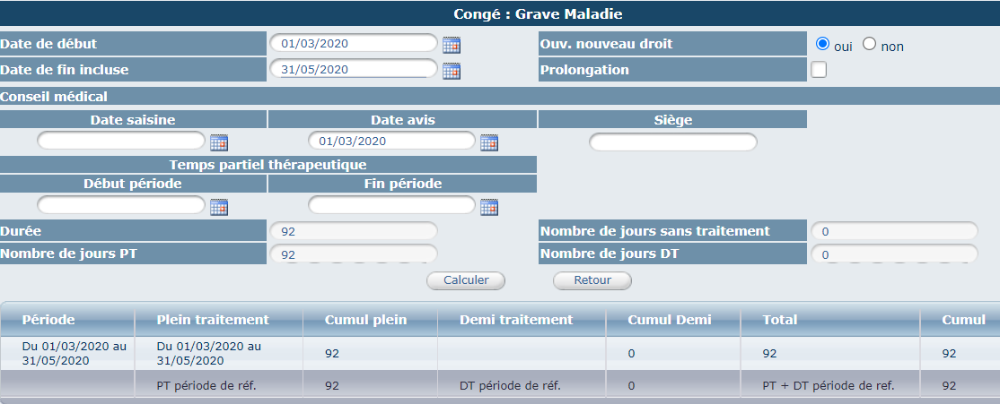 Congé : Grave Maladie
Date de début 01/03/2020 Ouv. nouveau droit oui non
Date de fin incluse 31/05/2020 Prolongation
Conseil médical
Date saisine Date avis Siège
01/03/2020
Temps partiel thérapeutique
Début période Fin période
Durée 92 Nombre de jours sans traitement 0
Nombre de jours PT 92 Nombre de jours DT 0
Calculer Retour
Période Plein traitement Cumul plein Demi traitement Cumul Demi Total Cumul
Du 01/03/2020 au Du 01/03/2020 au
31/05/2020 31/05/2020 92 0 92 92
PT période de réf. 92 DT période de réf. 0 PT + DT période de ref. 92